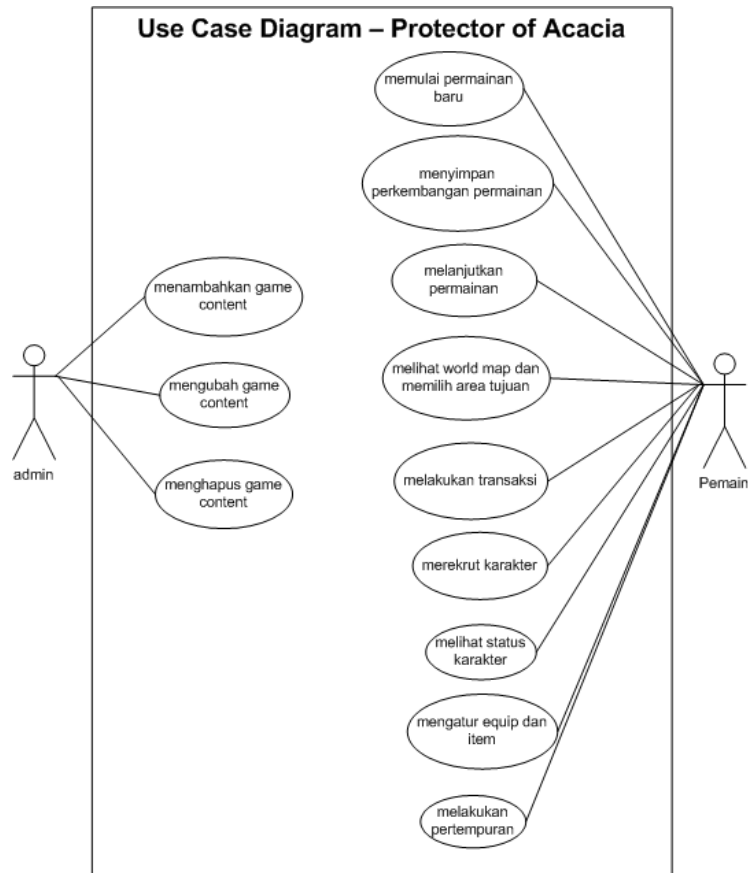 Use Case Diagram – Protector of Acacia
memulai permainan
baru
menyimpan
perkembangan permainan
menambahkan game
content
melanjutkan
permainan
mengubah game
content
melihat world map dan
memilih area tujuan
admin
Pemain
menghapus game
content
melakukan transaksi
merekrut karakter
melihat status
karakter
mengatur equip dan
item
melakukan
pertempuran